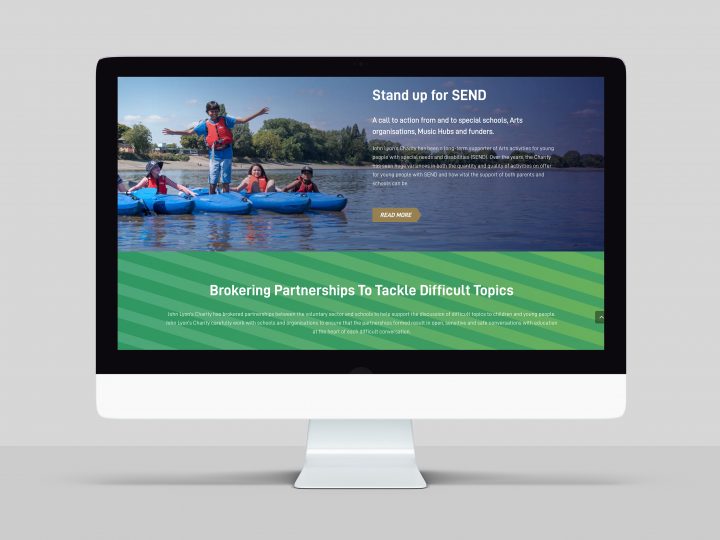 Stand up for SEND
A call to action from and to special schools, Arts
organisations, Music Hubs and funders.
John Lyon's Charity has been a long-term supporter of Arts activities for young
people with special needs and disabilities (SEND). Over the years, the Charity
has seen huge variances in both the quantity and quality of activities on offer
for young people with SEND and how vital the support of both parents and
schools can be.
READ MORE
Brokering Partnerships To Tackle Difficult Topics
John Lyon's Charity has brokered partnerships between the voluntary sector and schools to help support the discussion of difficult topics to children and young people.
John Lyon's Charity carefully work with schools and organisations to ensure that the partnerships formed result in open, sensitive and safe conversations with education
at the heart of each difficult conversation.